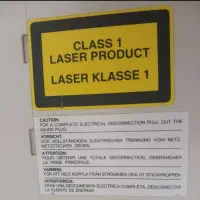 CLASS 1
LASER PRODUCT
LASER KLASSE 1
CAUTION:
FOR A COMPLETE ELECTRICAL DISCONNECTION PULL OUT THE
MAINS PLUG.
VORSICHT:
ZUR VOLLSTÄNDIGEN ELEKTRISCHEN TRENNUNG VOM NETZ
NETZSTECKER ZIEHEN.
ATTENTION:
POUR OBTENIR UNE TOTALE DECONNECTION, DEBRANCHER
LA PRISE PRINCIPALE.
VARNING:
FÖR ATT HELT KOPPLA FRÅN STRÖMMEN, DRA UT STICKPROPPEN.
ADVERTENCIA:
PARA UNA DESCONEXION ELECTRICA COMPLETA, DESCONECTAR
LA FUENTE DE ENERGIA